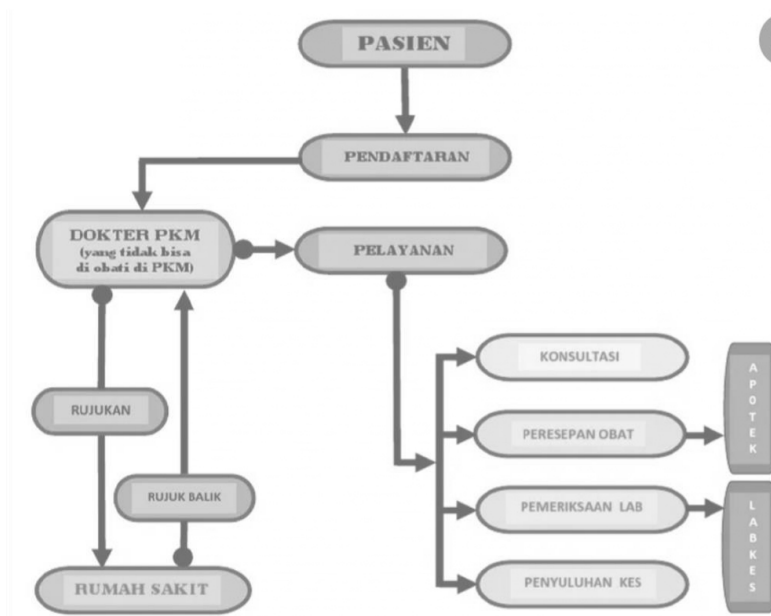 PASIEN
PENDAFTARAN
DOKTER PKM
(yang tidak bisa
di obati di PKM)
PELAYANAN
KONSULTASI
RUJUKAN
PERESEPAN OBAT
APOTEK
RUJUK BALIK
PEMERIKSAAN LAB
LABKES
RUMAH SAKIT
PENYULUHAN KES